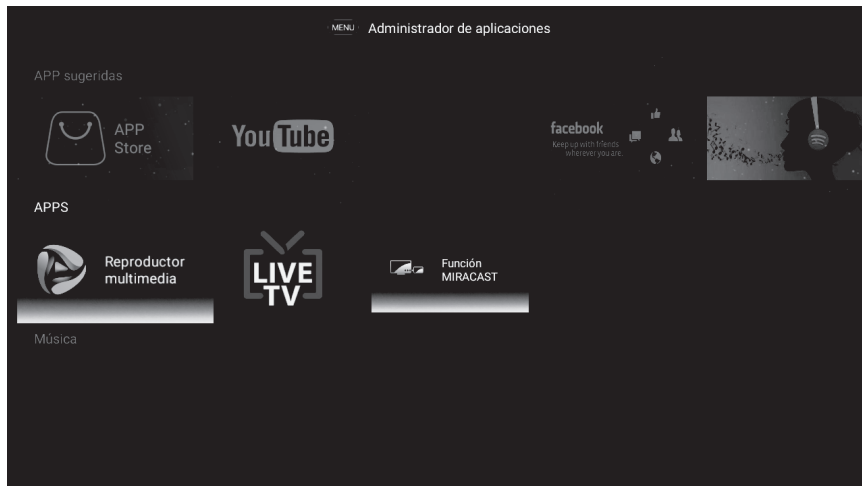 MENU Administrador de aplicaciones
APP sugeridas
APP
Store
YouTube
facebook
Keep up with friends
wherever you are.
APPS
Reproductor
multimedia
LIVE
TV
Función
MIRACAST
Música